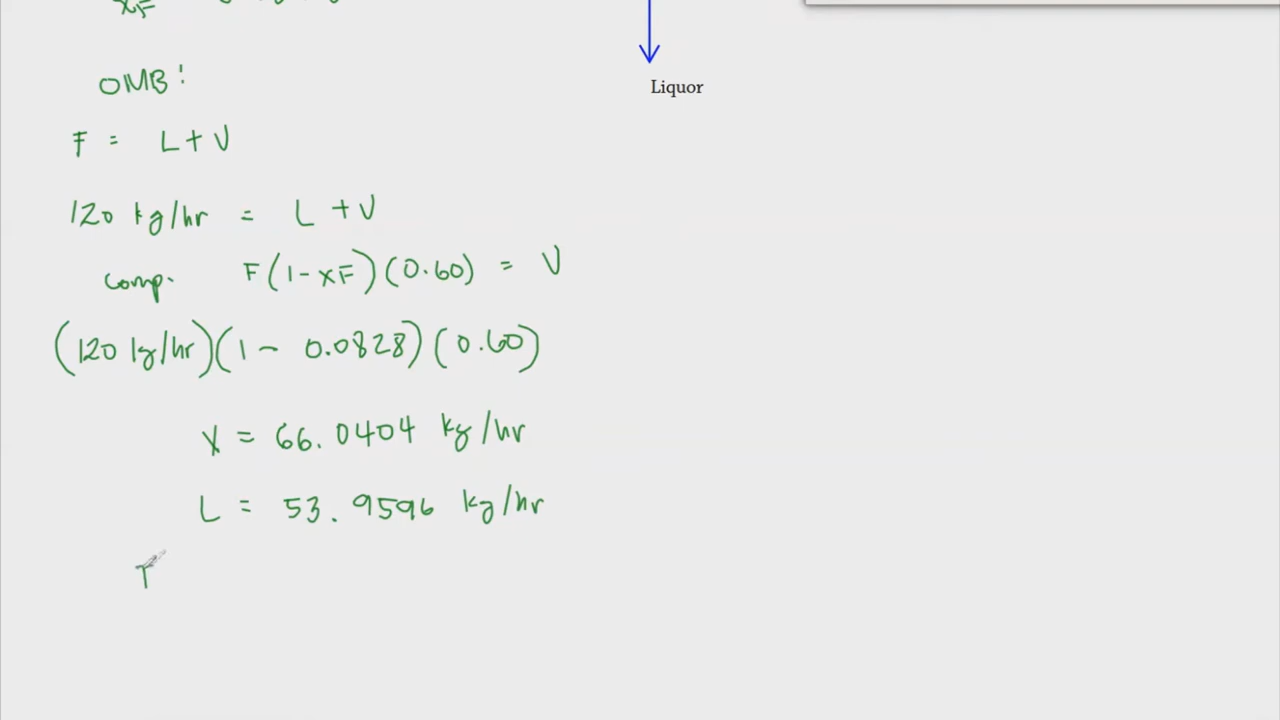 xF
Liquor
OMB:
F = L + V
120 kg/hr = L + V
Comp. F(1 - xF)(0.60) = V
(120 kg/hr)(1 - 0.0828)(0.60)
V = 66.0404 kg/hr
L = 53.9596 kg/hr
T